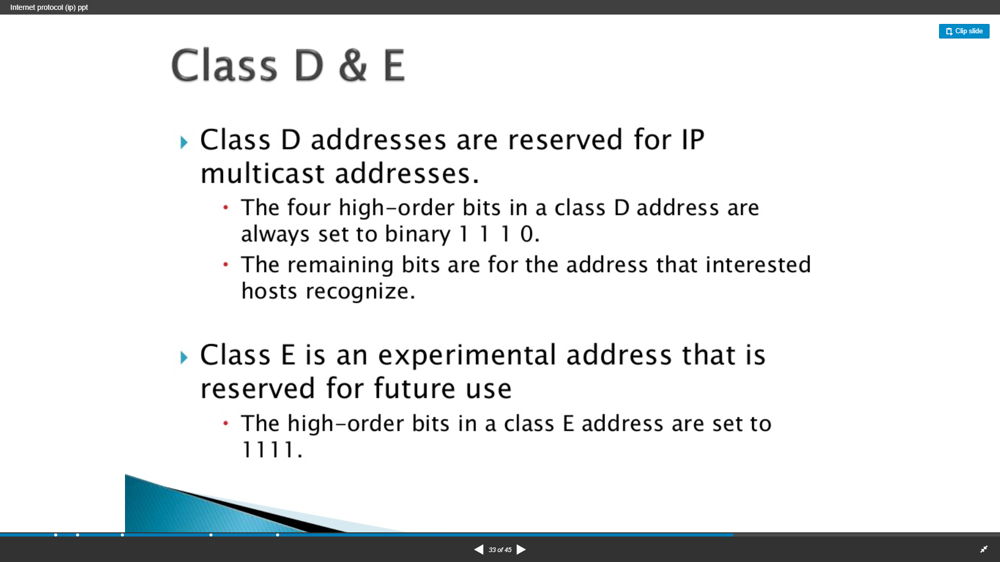 Internet protocol (ip) ppt
Clip slide
Class D & E
Class D addresses are reserved for IP
multicast addresses.
• The four high-order bits in a class D address are
always set to binary 1 1 1 0.
• The remaining bits are for the address that interested
hosts recognize.
Class E is an experimental address that is
reserved for future use
• The high-order bits in a class E address are set to
1111.
33 of 45